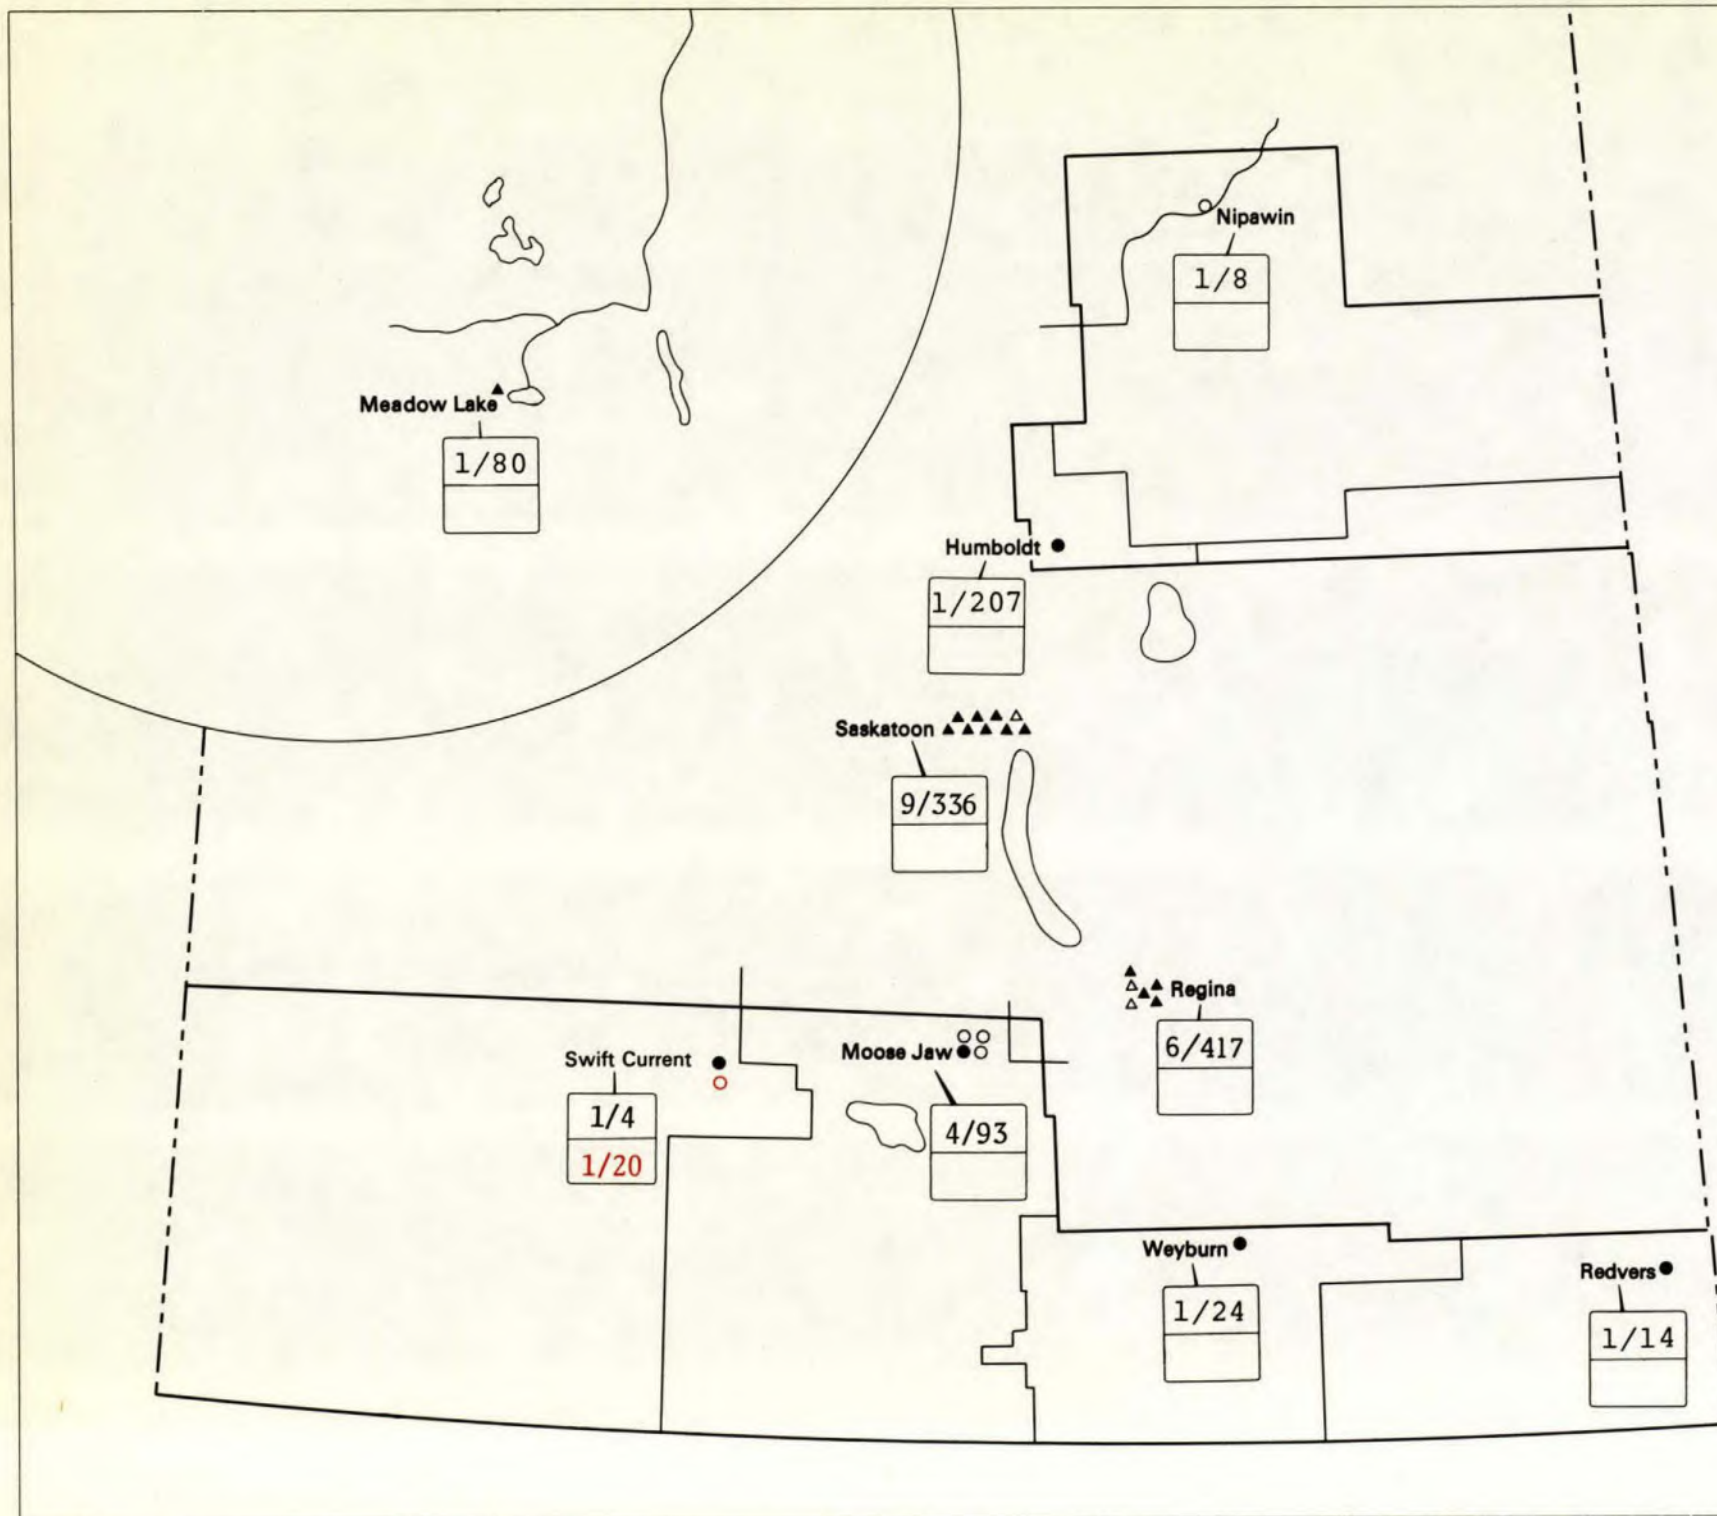 Nipawin
1/8
Meadow Lake
1/80
Humboldt
1/207
Saskatoon
9/336
Regina
6/417
Swift Current
1/4
1/20
Moose Jaw
4/93
Weyburn
1/24
Redvers
1/14